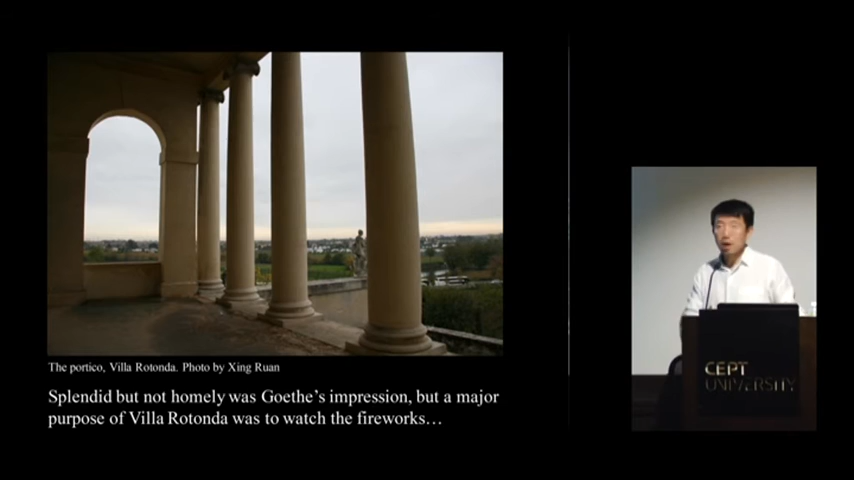 The portico, Villa Rotonda. Photo by Xing Ruan
Splendid but not homely was Goethe's impression, but a major
purpose of Villa Rotonda was to watch the fireworks…
CEPT
UNIVERSITY